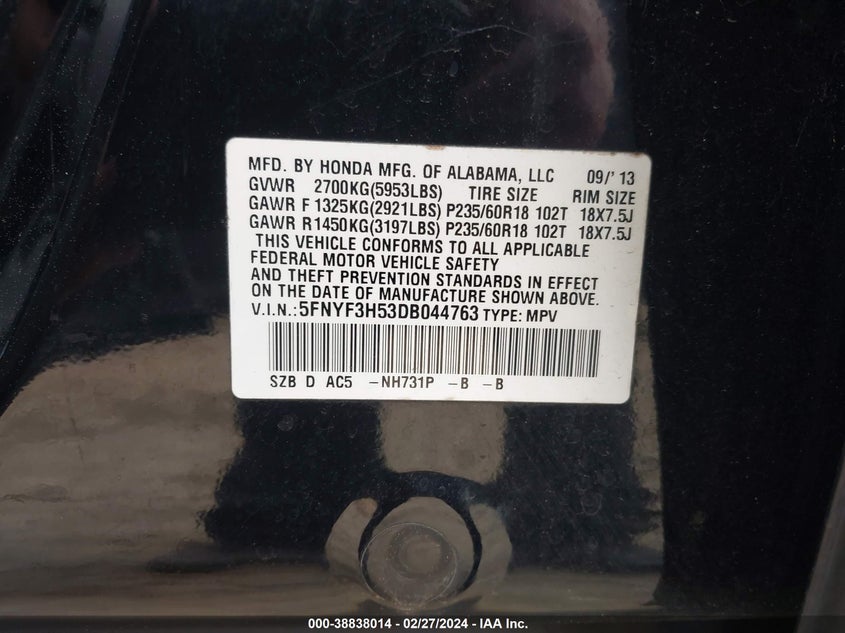 MFD. BY HONDA MFG. OF ALABAMA, LLC 09/'13
GVWR 2700KG(5953LBS) TIRE SIZE RIM SIZE
GAWR F 1325KG(2921LBS) P235/60R18 102T 18X7.5J
GAWR R1450KG(3197LBS) P235/60R18 102T 18X7.5J
THIS VEHICLE CONFORMS TO ALL APPLICABLE
FEDERAL MOTOR VEHICLE SAFETY
AND THEFT PREVENTION STANDARDS IN EFFECT
ON THE DATE OF MANUFACTURE SHOWN ABOVE.
V.I.N.:5FNYF3H53DB044763 TYPE: MPV
SZB D AC5 -NH731P -B -B
000-38838014 - 02/27/2024 - IAA Inc.